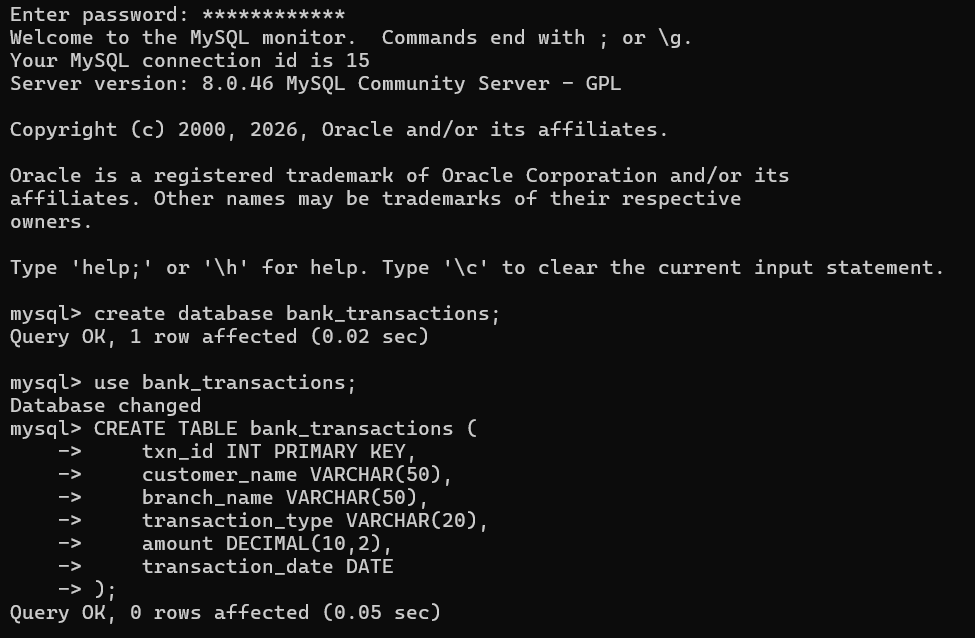 Enter password: ************
Welcome to the MySQL monitor.  Commands end with ; or \g.
Your MySQL connection id is 15
Server version: 8.0.46 MySQL Community Server - GPL

Copyright (c) 2000, 2026, Oracle and/or its affiliates.

Oracle is a registered trademark of Oracle Corporation and/or its
affiliates. Other names may be trademarks of their respective
owners.

Type 'help;' or '\h' for help. Type '\c' to clear the current input statement.

mysql> create database bank_transactions;
Query OK, 1 row affected (0.02 sec)

mysql> use bank_transactions;
Database changed
mysql> CREATE TABLE bank_transactions (
    ->     txn_id INT PRIMARY KEY,
    ->     customer_name VARCHAR(50),
    ->     branch_name VARCHAR(50),
    ->     transaction_type VARCHAR(20),
    ->     amount DECIMAL(10,2),
    ->     transaction_date DATE
    -> );
Query OK, 0 rows affected (0.05 sec)